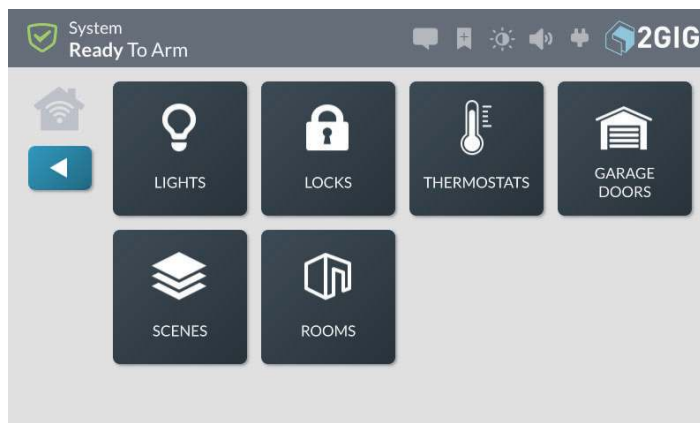 System
Ready To Arm
2GIG
LIGHTS
LOCKS
THERMOSTATS
GARAGE
DOORS
SCENES
ROOMS